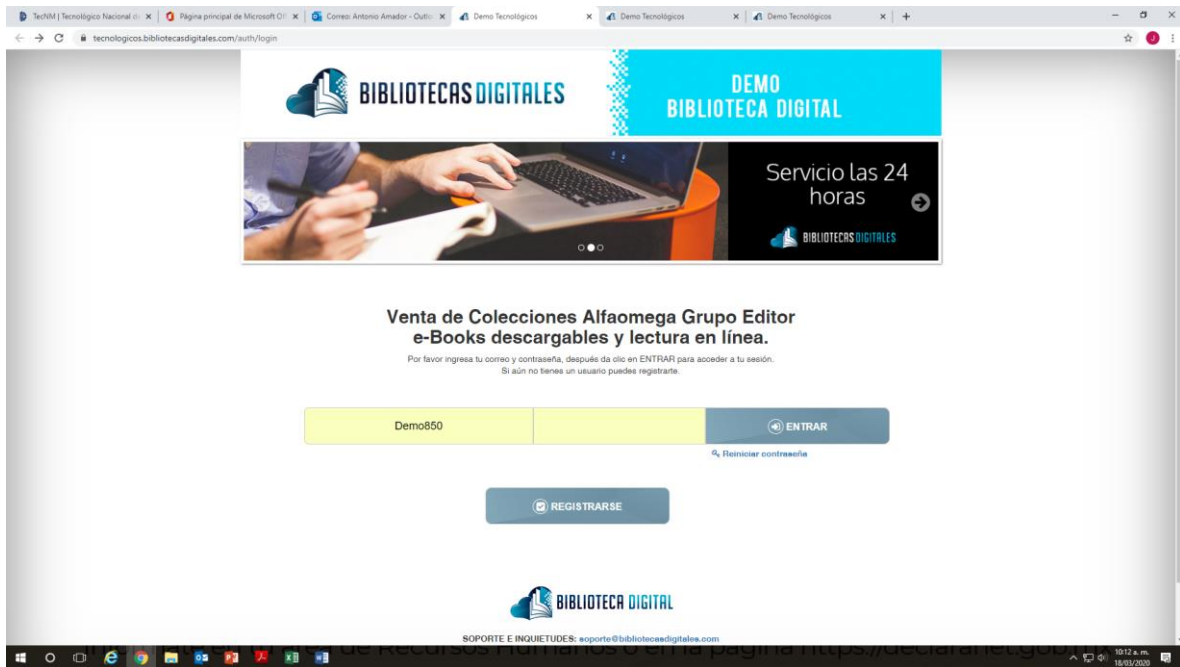 TecNM | Tecnológico Nacional d
Página principal de Microsoft Of
Correo: Antonio Amador - Outlo
Demo Tecnológicos
Demo Tecnológicos
Demo Tecnológicos
tecnologicos.bibliotecasdigitales.com/auth/login
J
BIBLIOTECAS DIGITALES
DEMO
BIBLIOTECA DIGITAL
Servicio las 24
horas
BIBLIOTECAS DIGITALES
Venta de Colecciones Alfaomega Grupo Editor
e-Books descargables y lectura en línea.
Por favor ingresa tu correo y contraseña, después da clic en ENTRAR para acceder a tu sesión.
Si aún no tienes un usuario puedes registrarte.
Demo850
ENTRAR
Reiniciar contraseña
REGISTRARSE
BIBLIOTECA DIGITAL
SOPORTE E INQUIETUDES: soporte@bibliotecasdigitales.com
de Recursos Humanos o en la página https://declaranet.gob
10:12 a. m.
18/03/2020